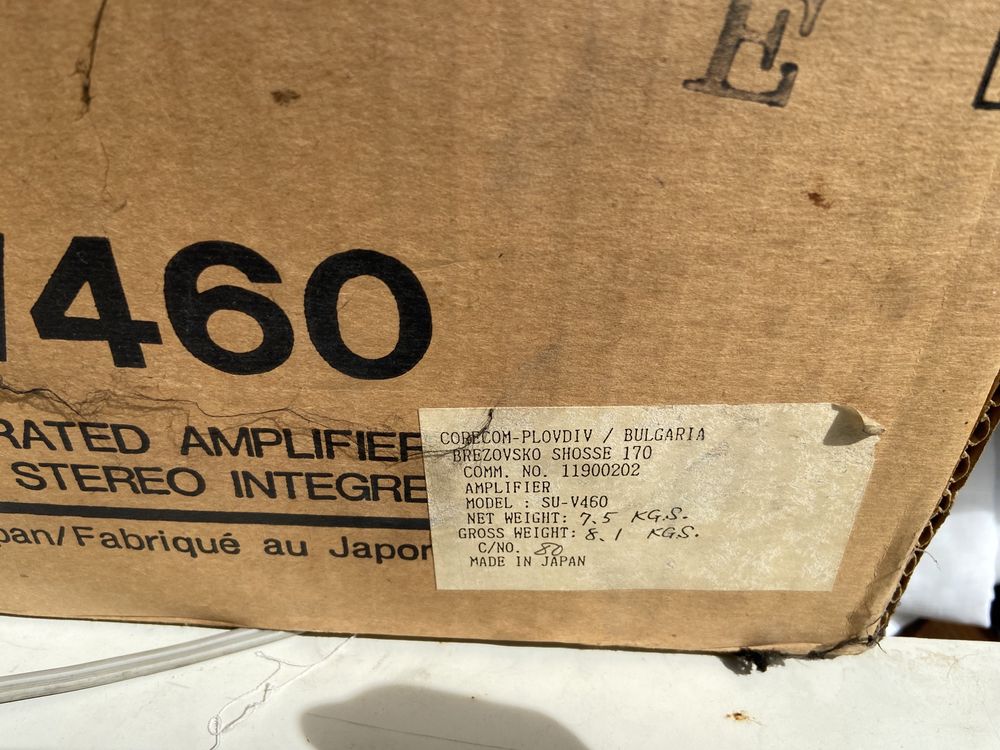 E
460
RATED AMPLIFIER
STEREO INTEGRE
pan/Fabriqué au Japon
CORECOM-PLOVDIV / BULGARIA
BREZOVSKO SHOSSE 170
COMM. NO. 11900202
AMPLIFIER
MODEL : SU-V460
NET WEIGHT: 7.5 KGS.
GROSS WEIGHT: 8.1 KGS.
C/NO. 80
MADE IN JAPAN